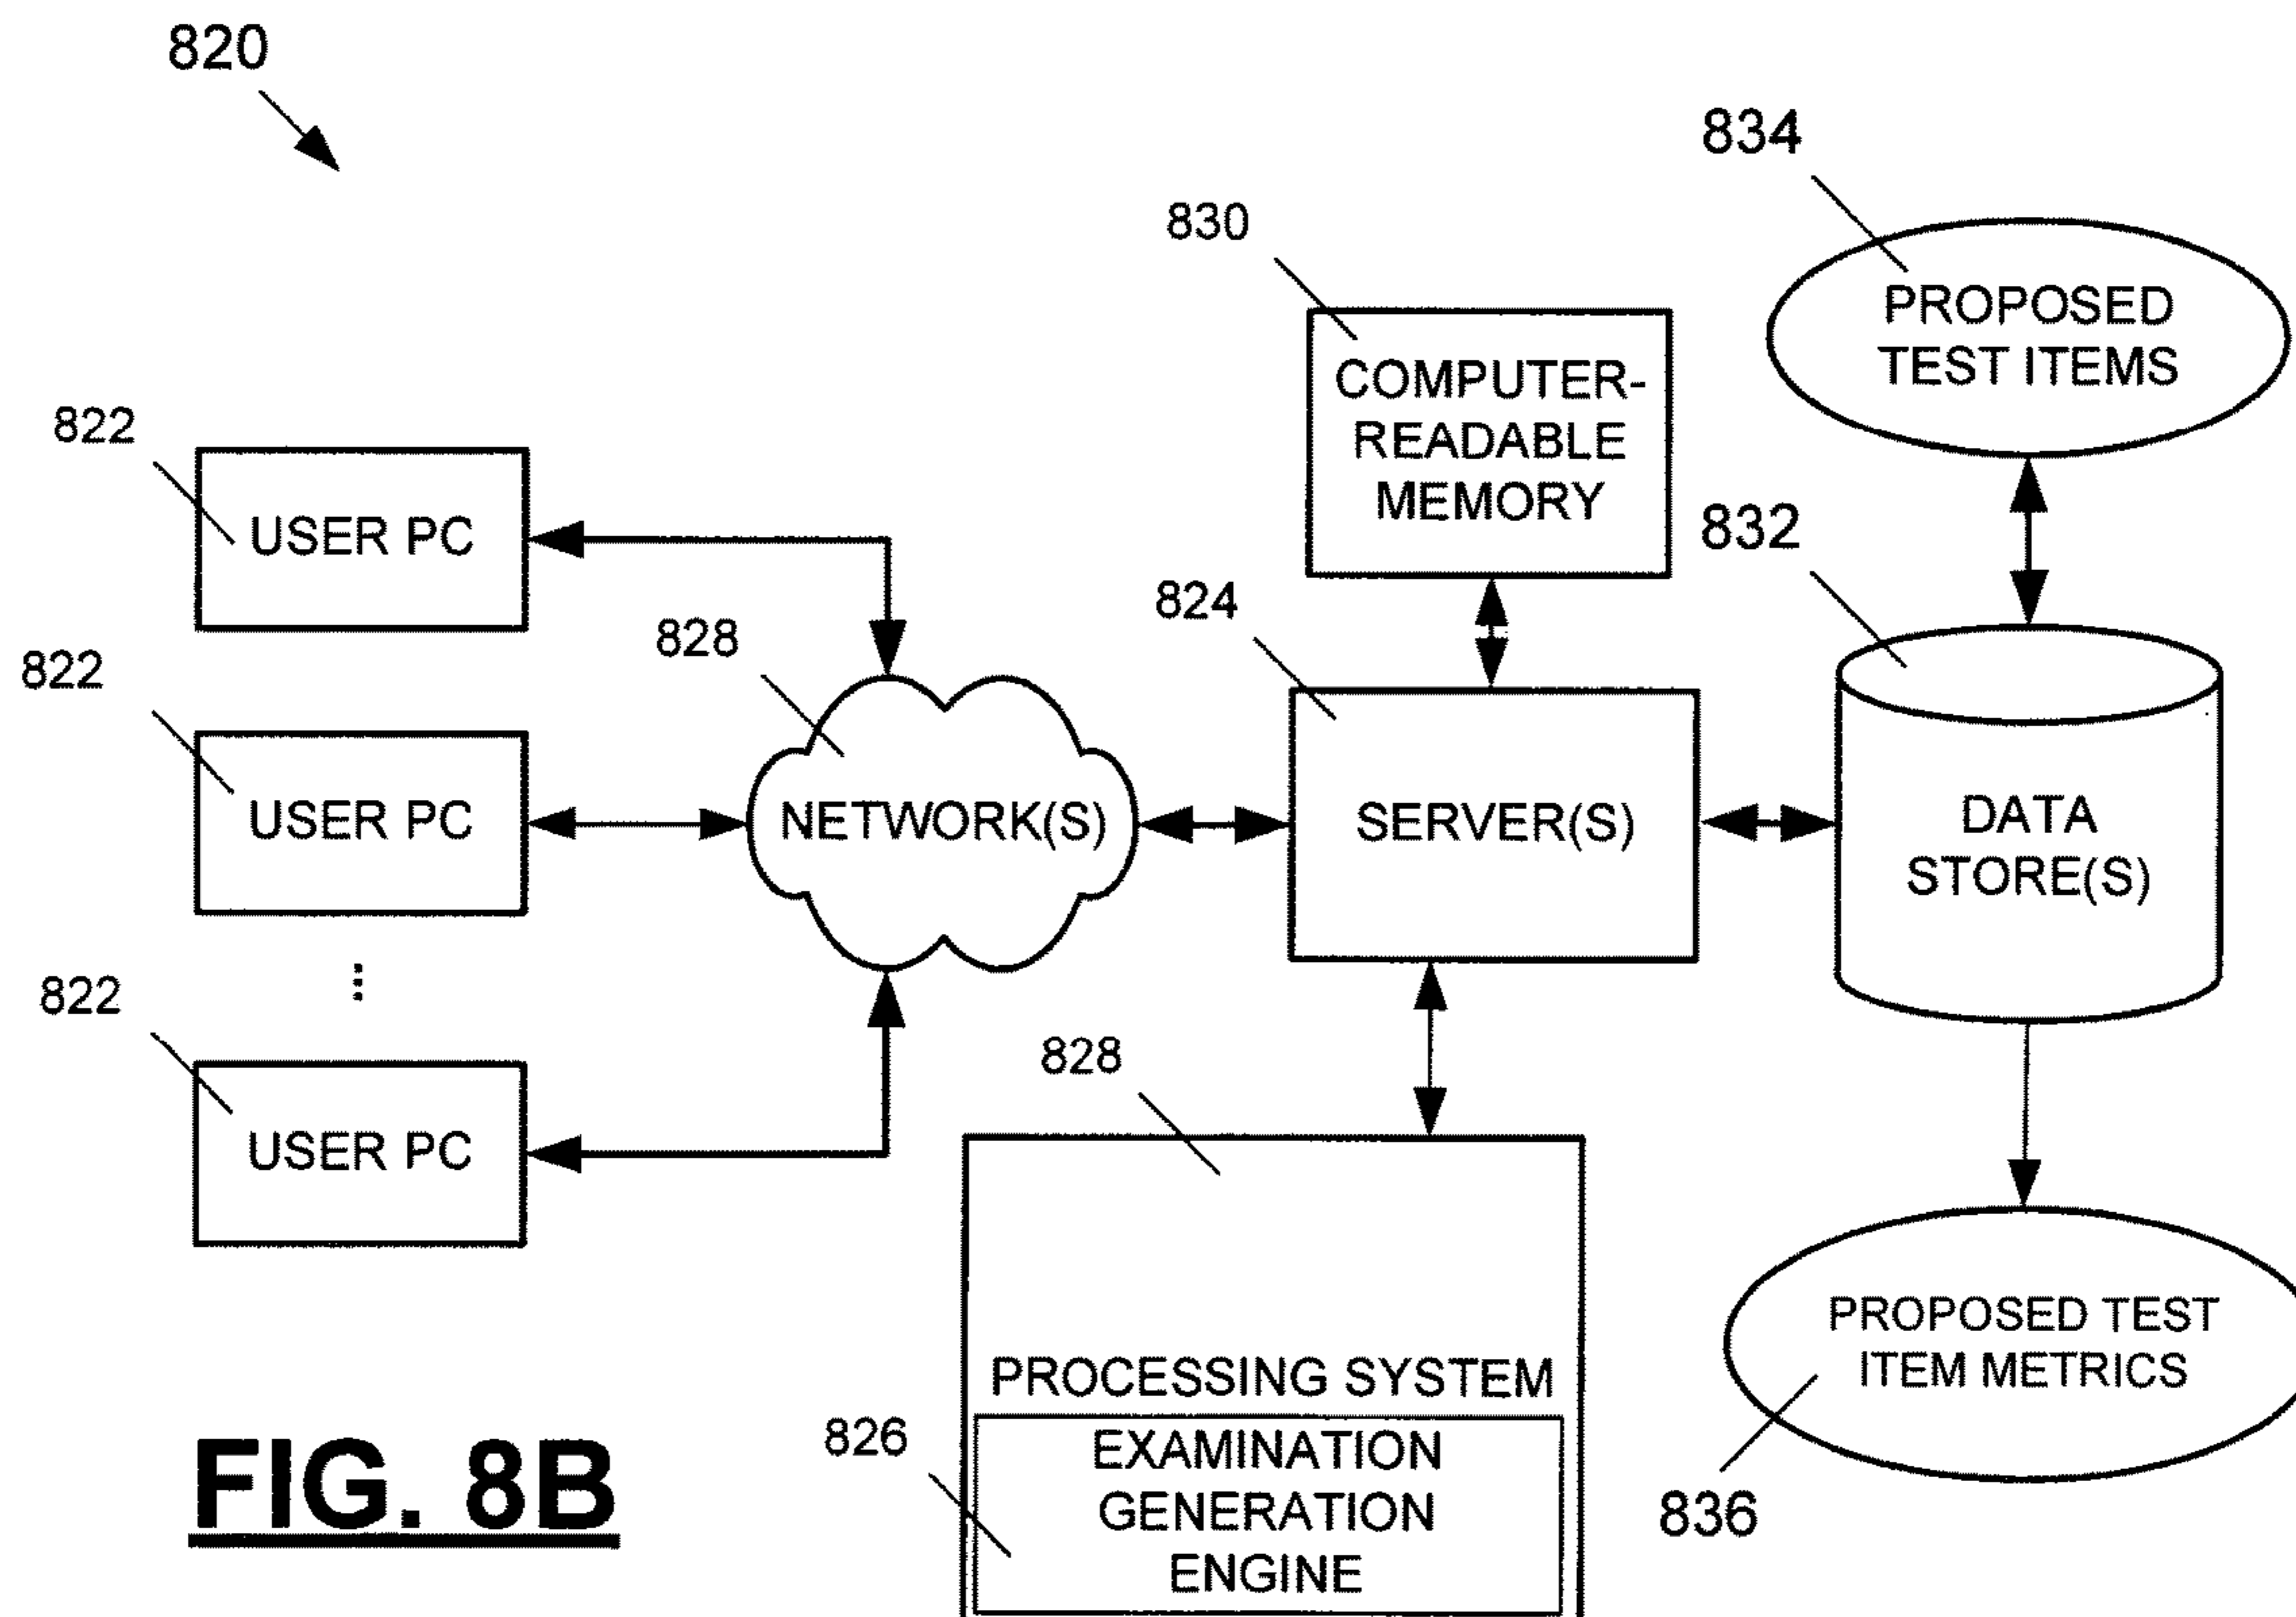 820
834
830
PROPOSED
TEST ITEMS
COMPUTER-
READABLE
MEMORY
822
USER PC
832
824
828
822
USER PC
NETWORK(S)
SERVER(S)
DATA
STORE(S)
...
822
USER PC
828
PROCESSING SYSTEM
826
EXAMINATION
GENERATION
ENGINE
PROPOSED TEST
ITEM METRICS
836
FIG. 8B